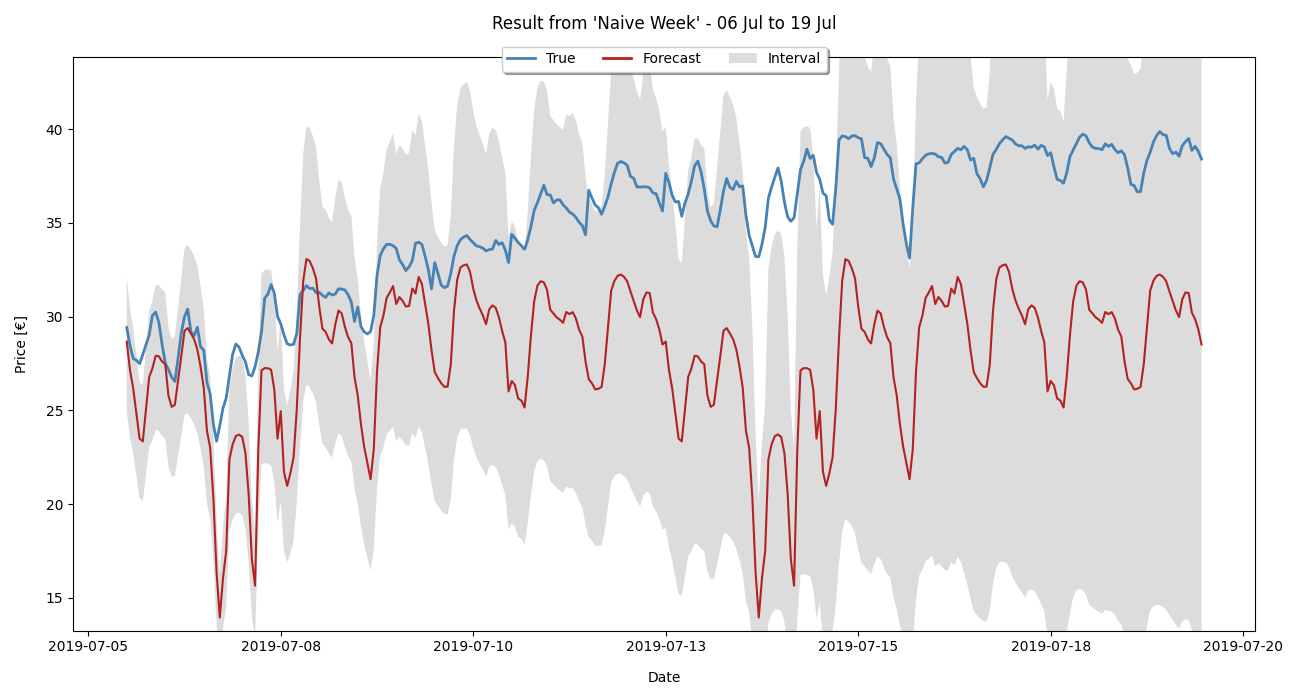 Result from 'Naive Week' - 06 Jul to 19 Jul
True Forecast Interval
Price [€]
40
35
30
25
20
15
2019-07-05 2019-07-08 2019-07-10 2019-07-13 2019-07-15 2019-07-18 2019-07-20
Date